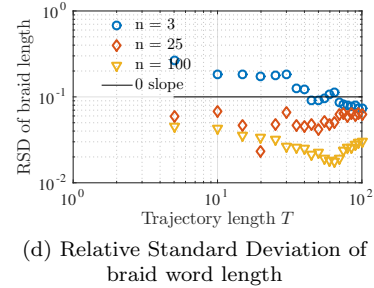 10^0
n = 3
n = 25
n = 100
0 slope
RSD of braid length
10^-1
10^-2
10^0
10^1
10^2
Trajectory length T
(d) Relative Standard Deviation of
braid word length